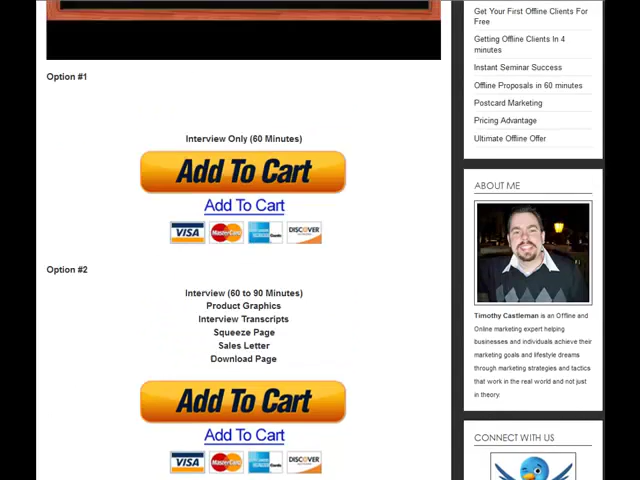 Option #1
Interview Only (60 Minutes)
Add To Cart
Add To Cart
VISA
MasterCard
DISCOVER
Option #2
Interview (60 to 90 Minutes)
Product Graphics
Interview Transcripts
Squeeze Page
Sales Letter
Download Page
Add To Cart
Add To Cart
VISA
MasterCard
DISCOVER
Get Your First Offline Clients For
Free
Getting Offline Clients In 4
minutes
Instant Seminar Success
Offline Proposals in 60 minutes
Postcard Marketing
Pricing Advantage
Ultimate Offline Offer
ABOUT ME
Timothy Castleman is an Offline and
Online marketing expert helping
businesses and individuals achieve their
marketing goals and lifestyle dreams
through marketing strategies and tactics
that work in the real world and not just
in theory.
CONNECT WITH US